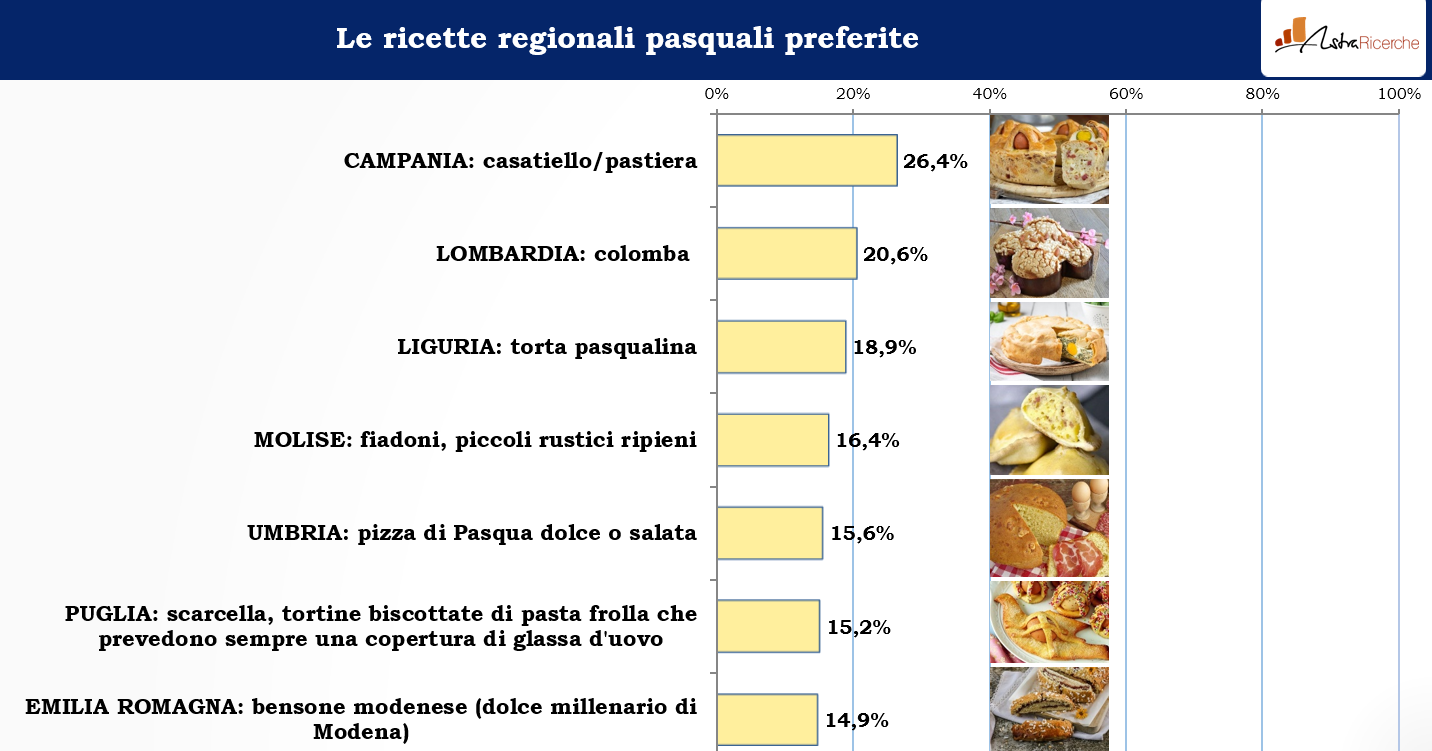 Le ricette regionali pasquali preferite
AstraRicerche
0% 20% 40% 60% 80% 100%
CAMPANIA: casatiello/pastiera 26,4%
LOMBARDIA: colomba 20,6%
LIGURIA: torta pasqualina 18,9%
MOLISE: fiadoni, piccoli rustici ripieni 16,4%
UMBRIA: pizza di Pasqua dolce o salata 15,6%
PUGLIA: scarcella, tortine biscottate di pasta frolla che
prevedono sempre una copertura di glassa d'uovo
15,2%
EMILIA ROMAGNA: bensone modenese (dolce millenario di
Modena)
14,9%